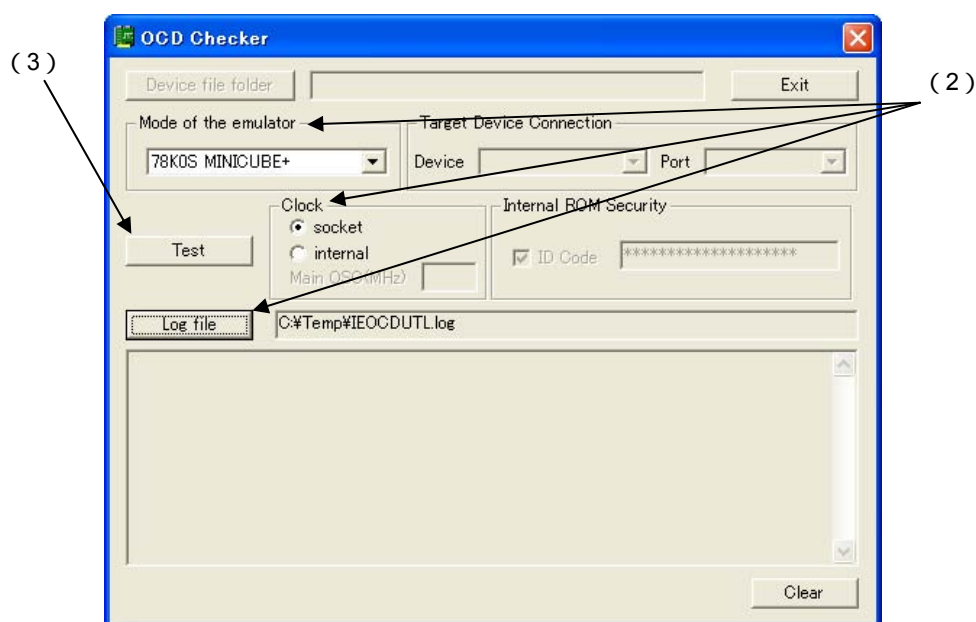 OCD Checker
(3)
Device file folder
Exit
(2)
Mode of the emulator
Target Device Connection
78K0S MINICUBE+
Device
Port
Clock
Internal ROM Security
socket
Test
internal
ID Code
********************
Main OSC(MHz)
Log file
C:¥Temp¥IEOCDUTL.log
Clear